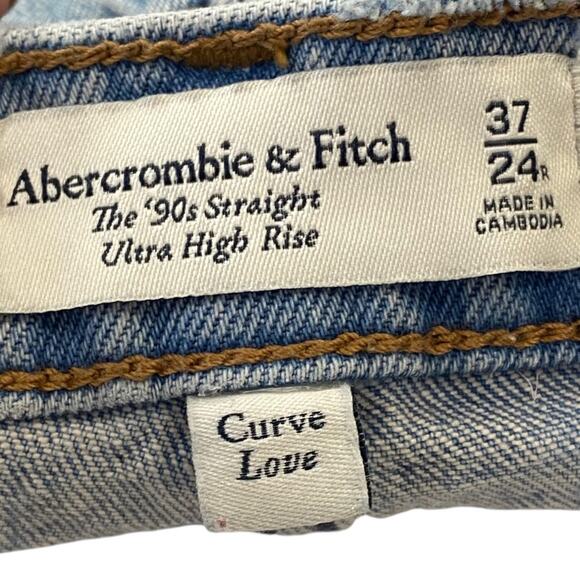 Abercrombie & Fitch
The '90s Straight
Ultra High Rise
37
24R
MADE IN
CAMBODIA
Curve
Love